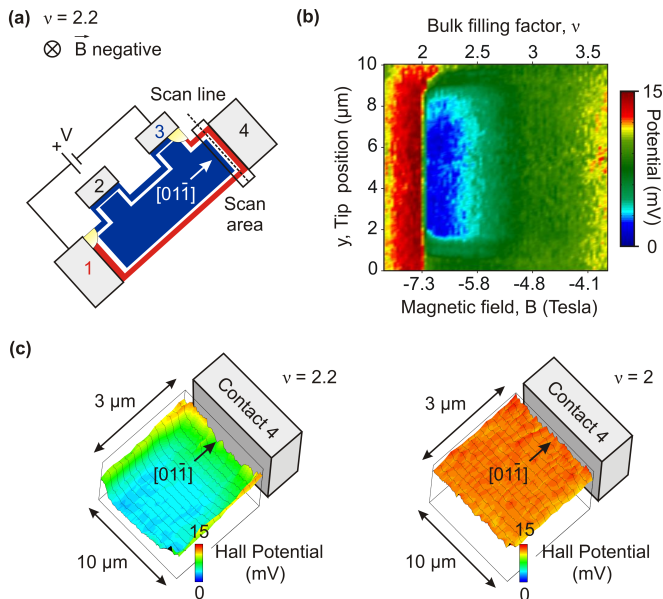 (a)
ν = 2.2
⊗ B⃗ negative
Scan line
+V
3
4
2
[011̄]
Scan
area
1
(b)
Bulk filling factor, ν
2 2.5 3 3.5
10
8
6
4
2
0
y, Tip position (µm)
-7.3 -5.8 -4.8 -4.1
Magnetic field, B (Tesla)
15
0
Potential (mV)
(c)
ν = 2.2
3 µm
Contact 4
[011̄]
10 µm
15
0
Hall Potential
(mV)
ν = 2
3 µm
Contact 4
[011̄]
10 µm
15
0
Hall Potential
(mV)